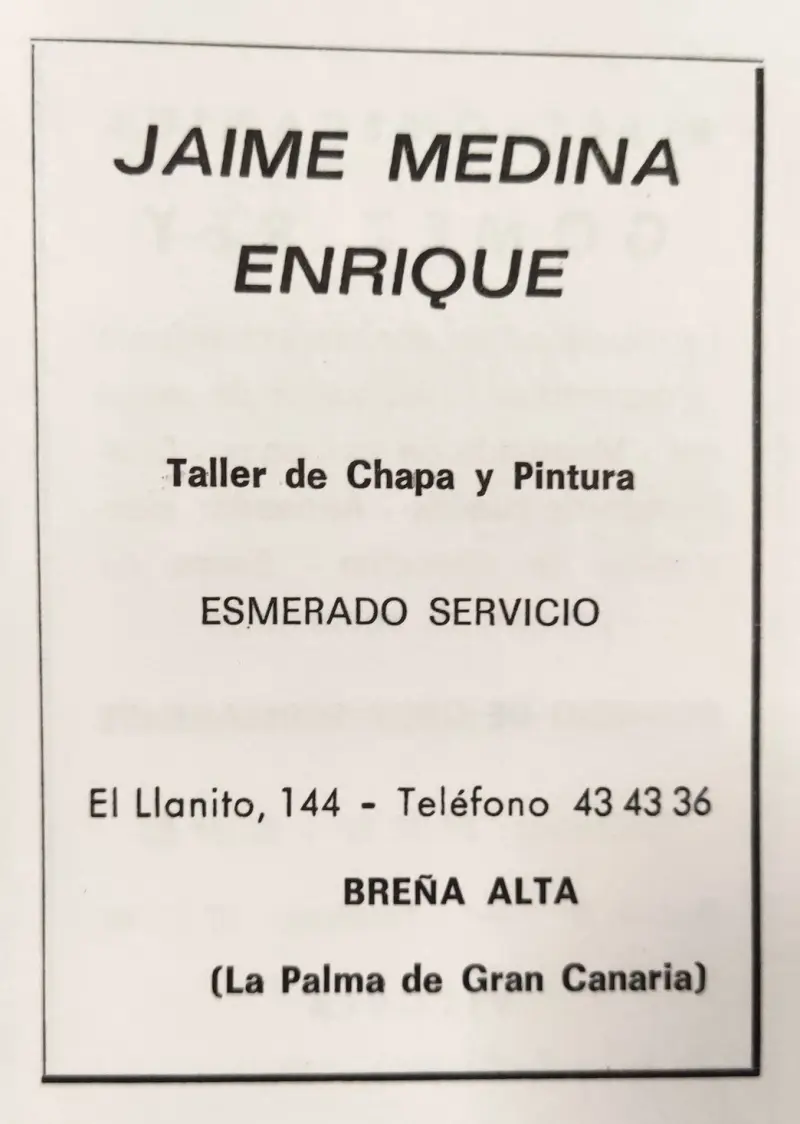 JAIME MEDINA
ENRIQUE
Taller de Chapa y Pintura
ESMERADO SERVICIO
El Llanito, 144 - Teléfono 43 43 36
BREÑA ALTA
(La Palma de Gran Canaria)